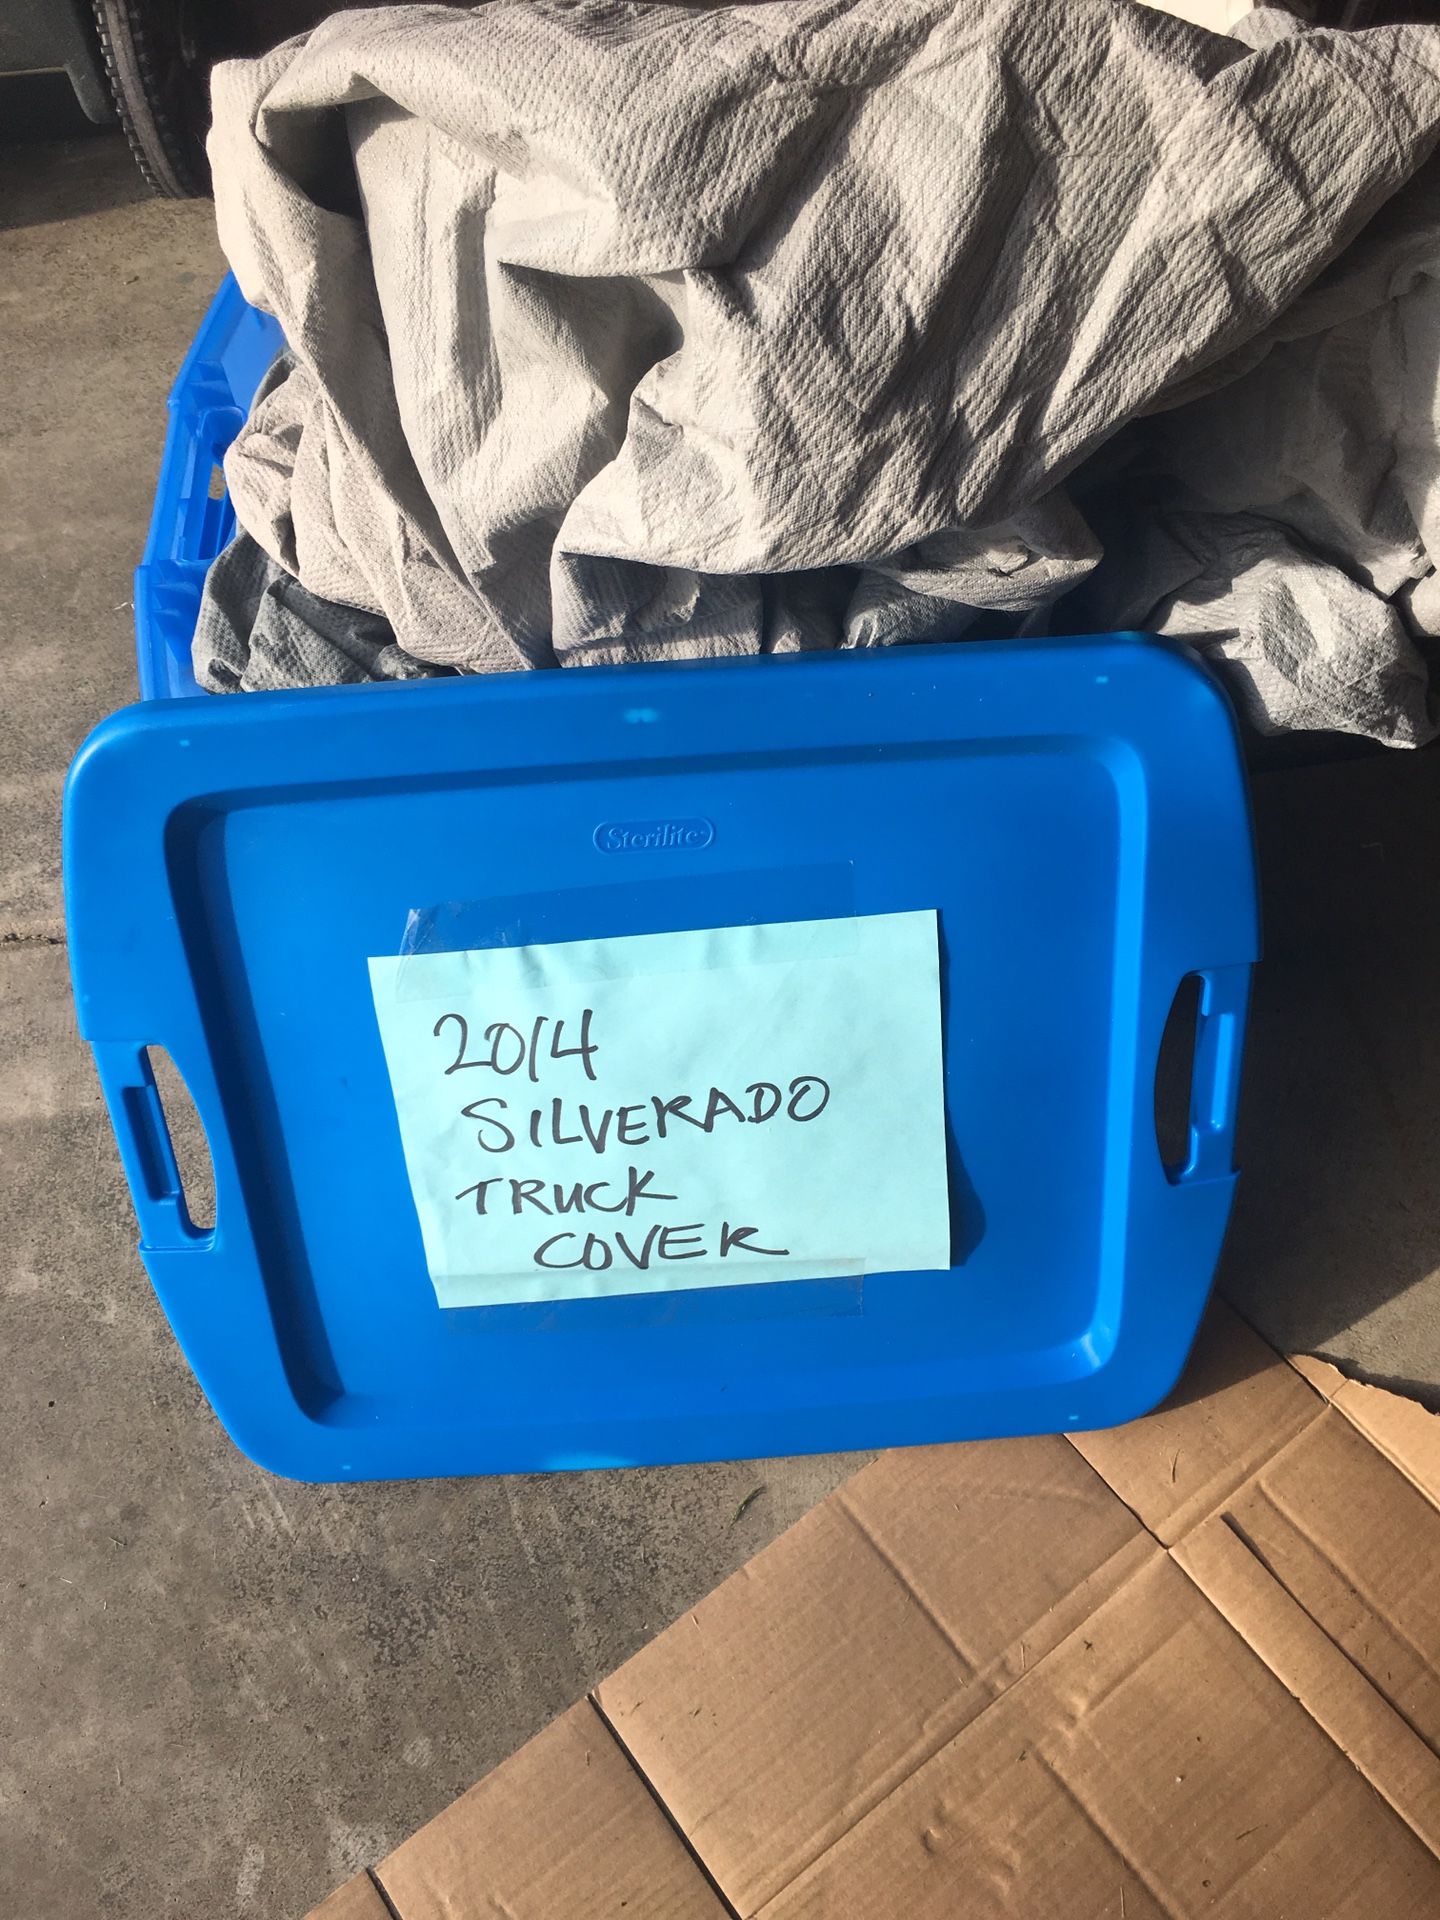 Sterilite
2014
SILVERADO
TRUCK
COVER